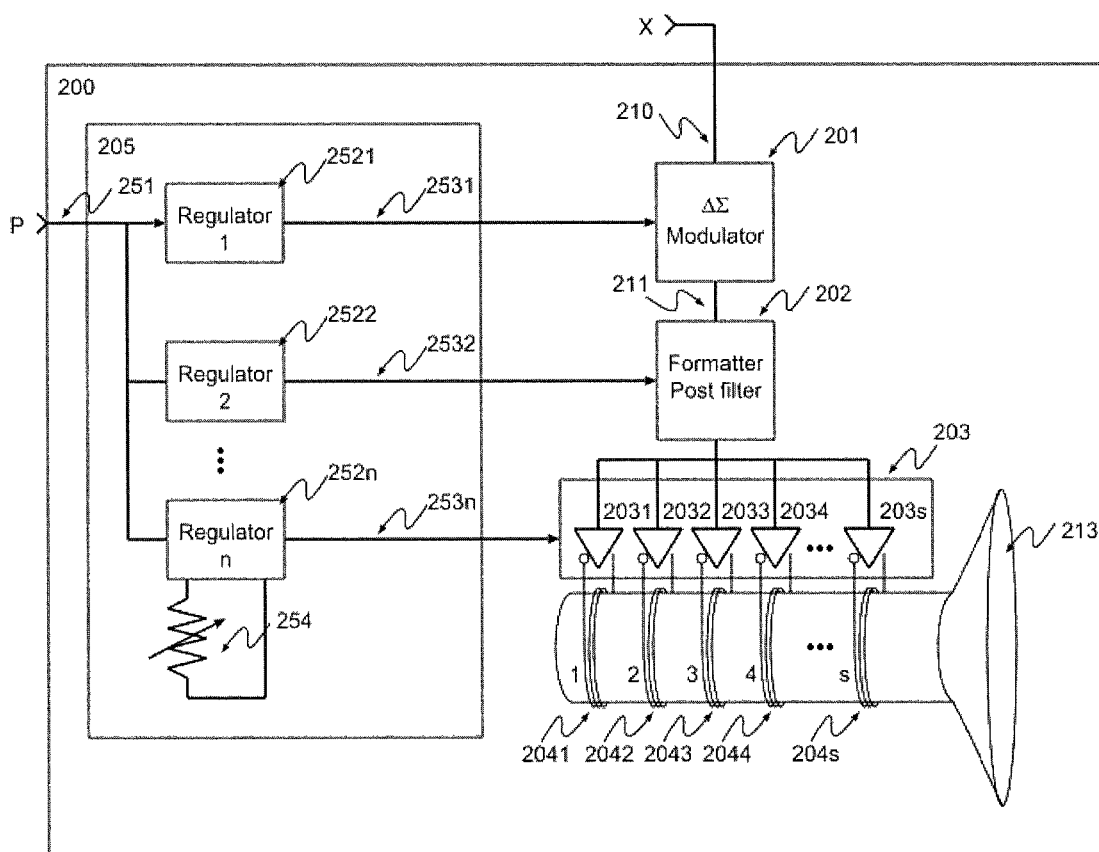 X
200
210
201
205
251
2521
2531
P
Regulator
1
ΔΣ
Modulator
211
202
2522
2532
Regulator
2
Formatter
Post filter
252n
253n
203
Regulator
n
2031
2032
2033
2034
203s
213
254
1
2
3
4
s
2041
2042
2043
2044
204s